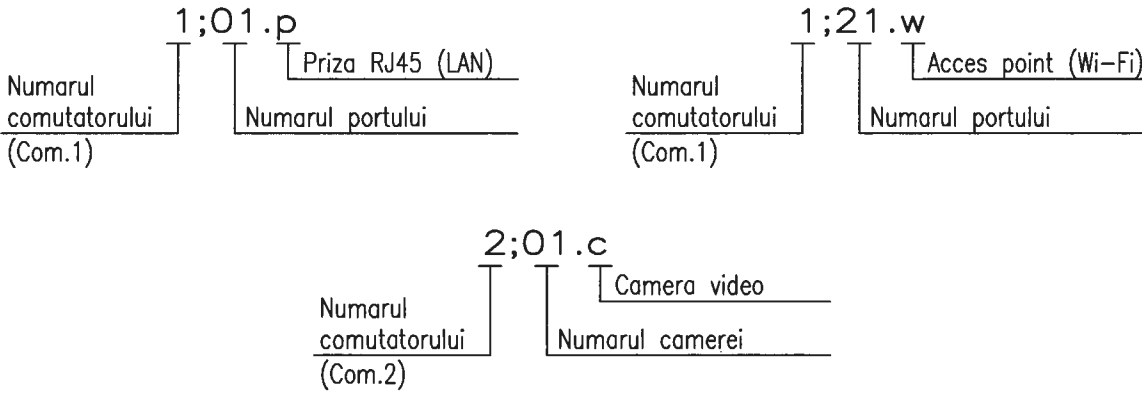 1;01.p
Priza RJ45 (LAN)
Numarul
comutatorului
Numarul portului
(Com.1)
1;21.w
Acces point (Wi-Fi)
Numarul
comutatorului
Numarul portului
(Com.1)
2;01.c
Camera video
Numarul
comutatorului
Numarul camerei
(Com.2)